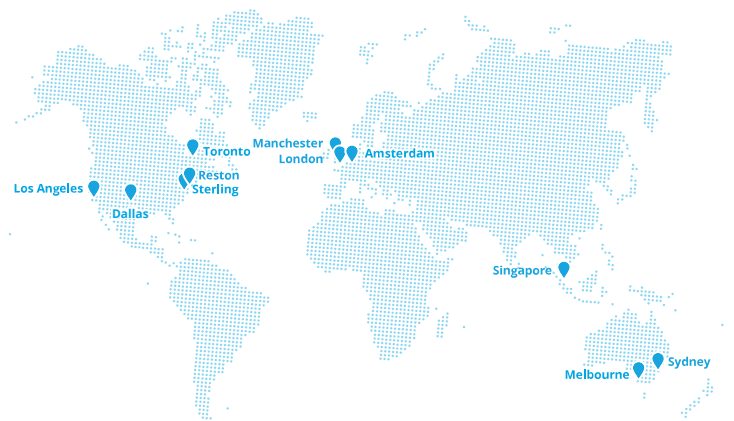 Manchester
Toronto
Amsterdam
London
Reston
Los Angeles
Sterling
Dallas
Singapore
Sydney
Melbourne